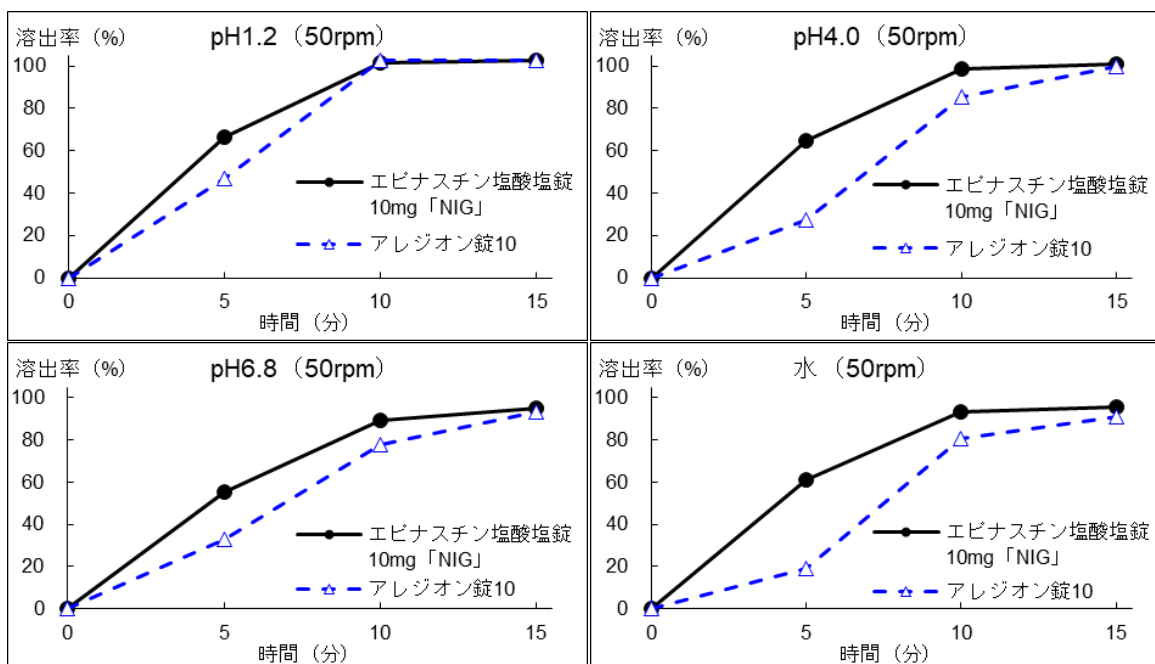 溶出率（%）
pH1.2（50rpm）
100
80
60
40
20
0
エピナスチン塩酸塩錠
10mg「NIG」
アレジオン錠10
0
5
10
15
時間（分）
溶出率（%）
pH4.0（50rpm）
100
80
60
40
20
0
エピナスチン塩酸塩錠
10mg「NIG」
アレジオン錠10
0
5
10
15
時間（分）
溶出率（%）
pH6.8（50rpm）
100
80
60
40
20
0
エピナスチン塩酸塩錠
10mg「NIG」
アレジオン錠10
0
5
10
15
時間（分）
溶出率（%）
水（50rpm）
100
80
60
40
20
0
エピナスチン塩酸塩錠
10mg「NIG」
アレジオン錠10
0
5
10
15
時間（分）